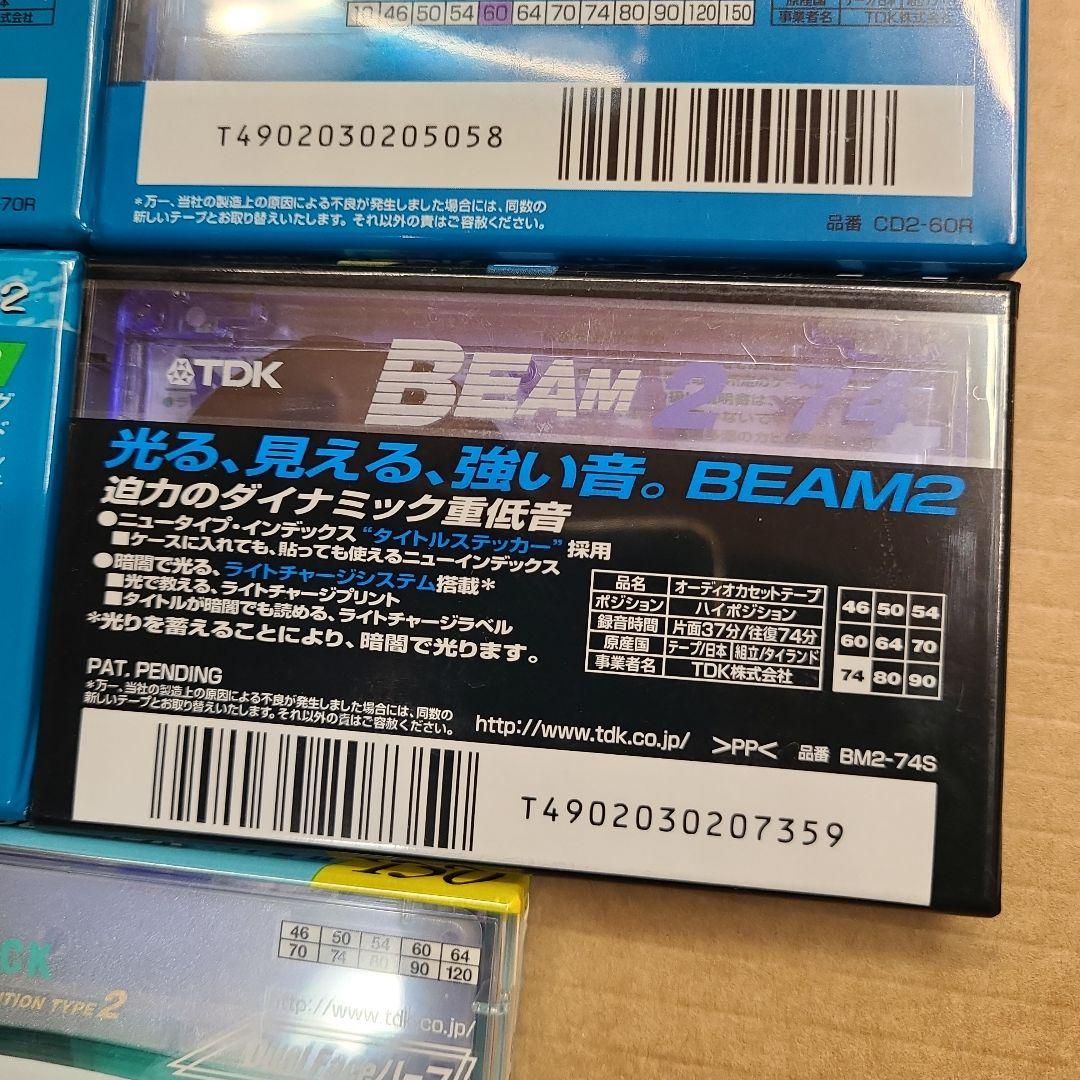 10 46 50 54 60 64 70 74 80 90 120 150
原産国
事業者名 TDK株式会社
T4902030205058
*万一、当社の製造上の原因による不良が発生しました場合には、同数の
新しいテープとお取り替えいたします。それ以外の責はご容赦ください。
品番 CD2-60R
-70R
式会社
2
TDK BEAM 2-74
光る、見える、強い音。BEAM2
迫力のダイナミック重低音
●ニュータイプ・インデックス“タイトルステッカー”採用
■ケースに入れても、貼っても使えるニューインデックス
●暗闇で光る、ライトチャージシステム搭載*
■光で教える、ライトチャージプリント
■タイトルが暗闇でも読める、ライトチャージラベル
*光りを蓄えることにより、暗闇で光ります。
品名 オーディオカセットテープ
ポジション ハイポジション
録音時間 片面37分/往復74分
原産国 テープ/日本 組立/タイランド
事業者名 TDK株式会社
46 50 54
60 64 70
74 80 90
PAT. PENDING
*万一、当社の製造上の原因による不良が発生しました場合には、同数の
新しいテープとお取り替えいたします。それ以外の責はご容赦ください。
http://www.tdk.co.jp/ >PP< 品番 BM2-74S
T4902030207359
46 50 54 60 64
70 74 80 90 120
CK
ITION TYPE 2
http://www.tdk.co.jp/
Dual Faceハーフ